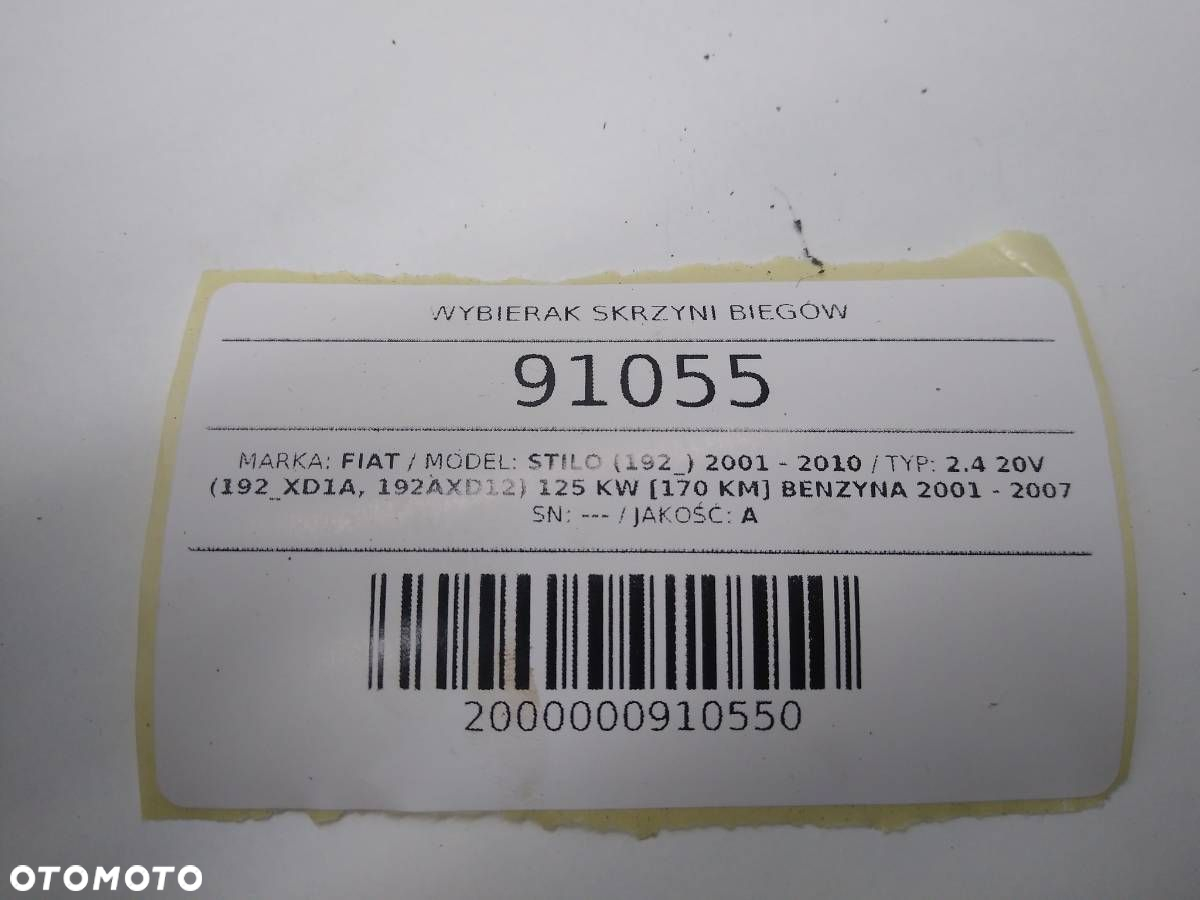 WYBIERAK SKRZYNI BIEGÓW
91055
MARKA: FIAT / MODEL: STILO (192_) 2001 - 2010 / TYP: 2.4 20V
(192_XD1A, 192AXD12) 125 KW [170 KM] BENZYNA 2001 - 2007
SN: --- / JAKOŚĆ: A
2000000910550
OTOMOTO